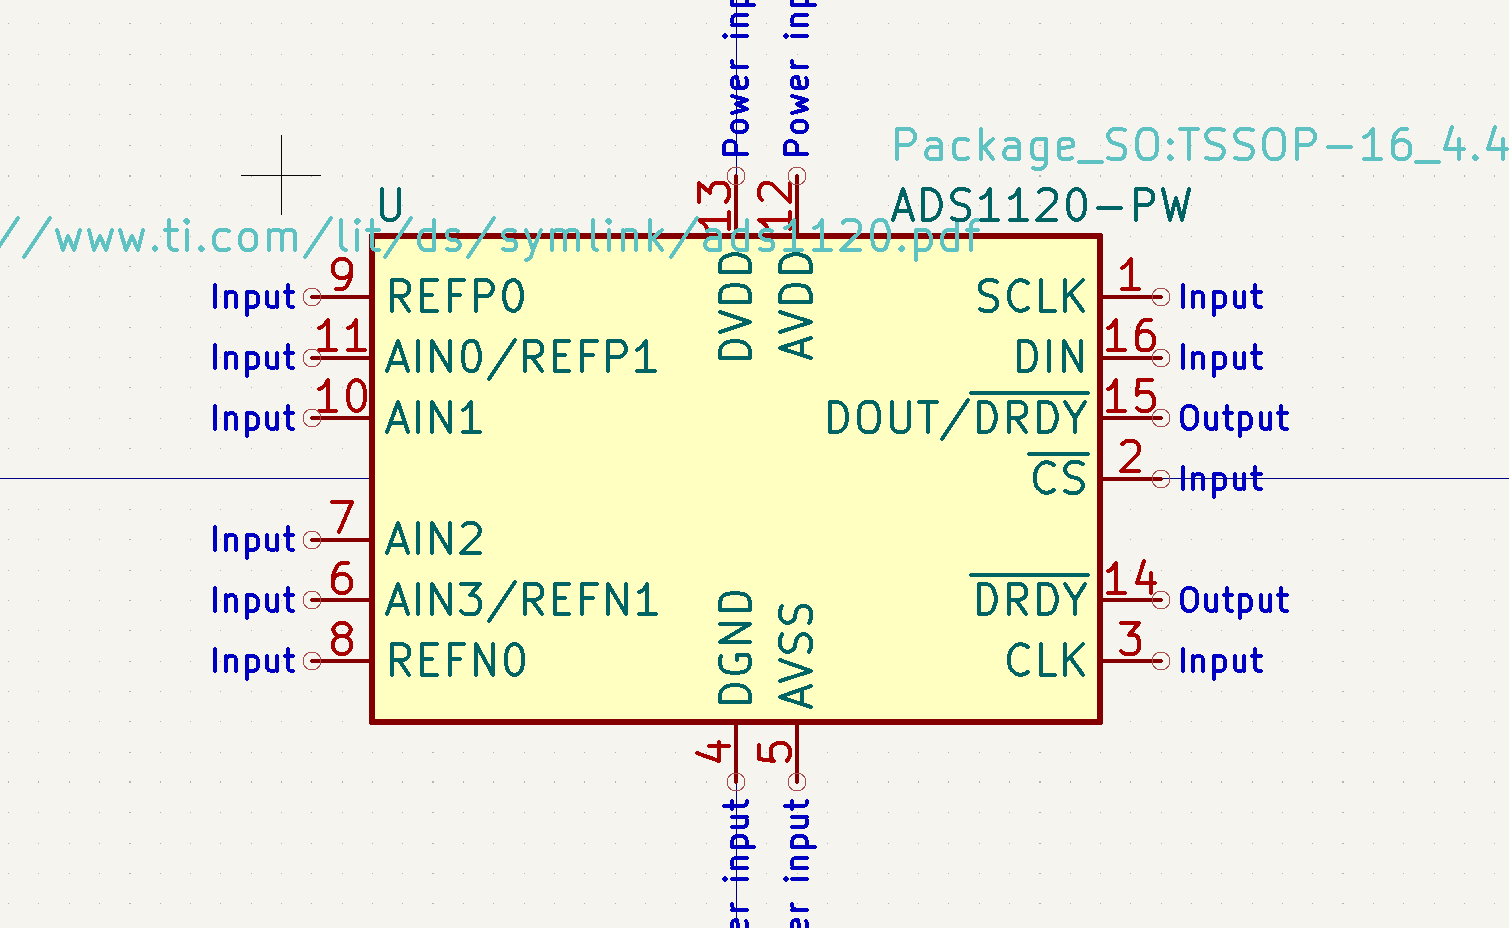 Power inp
Power inp
Package_SO:TSSOP-16_4.4
U
13
12
ADS1120-PW
//www.ti.com/lit/ds/symlink/ads1120.pdf
Input 9 REFP0
DVDD
AVDD
SCLK 1 Input
Input 11 AIN0/REFP1
DIN 16 Input
Input 10 AIN1
DOUT/DRDY 15 Output
CS 2 Input
Input 7 AIN2
Input 6 AIN3/REFN1
DRDY 14 Output
Input 8 REFN0
DGND
AVSS
CLK 3 Input
4
5
er input
er input